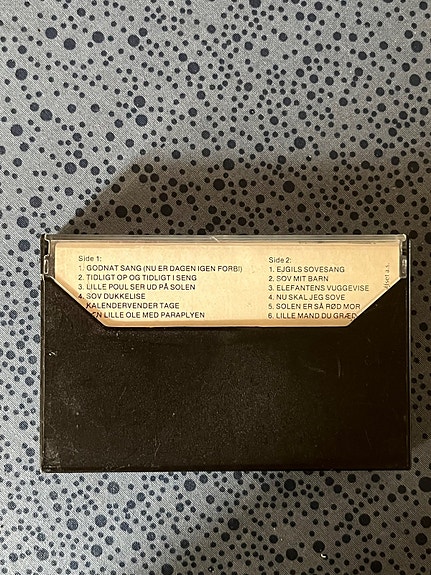 Side 1:
1. GODNAT SANG (NU ER DAGEN IGEN FORBI)
2. TIDLIGT OP OG TIDLIGT I SENG
3. LILLE POUL SER UD PÅ SOLEN
4. SOV DUKKELISE
KALENDERVENDER TAGE
LILLE OLE MED PARAPLYEN
Side 2:
1. EJGILS SOVESANG
2. SOV MIT BARN
3. ELEFANTENS VUGGEVISE
4. NU SKAL JEG SOVE
5. SOLEN ER SÅ RØD MOR
6. LILLE MAND DU GRÆD